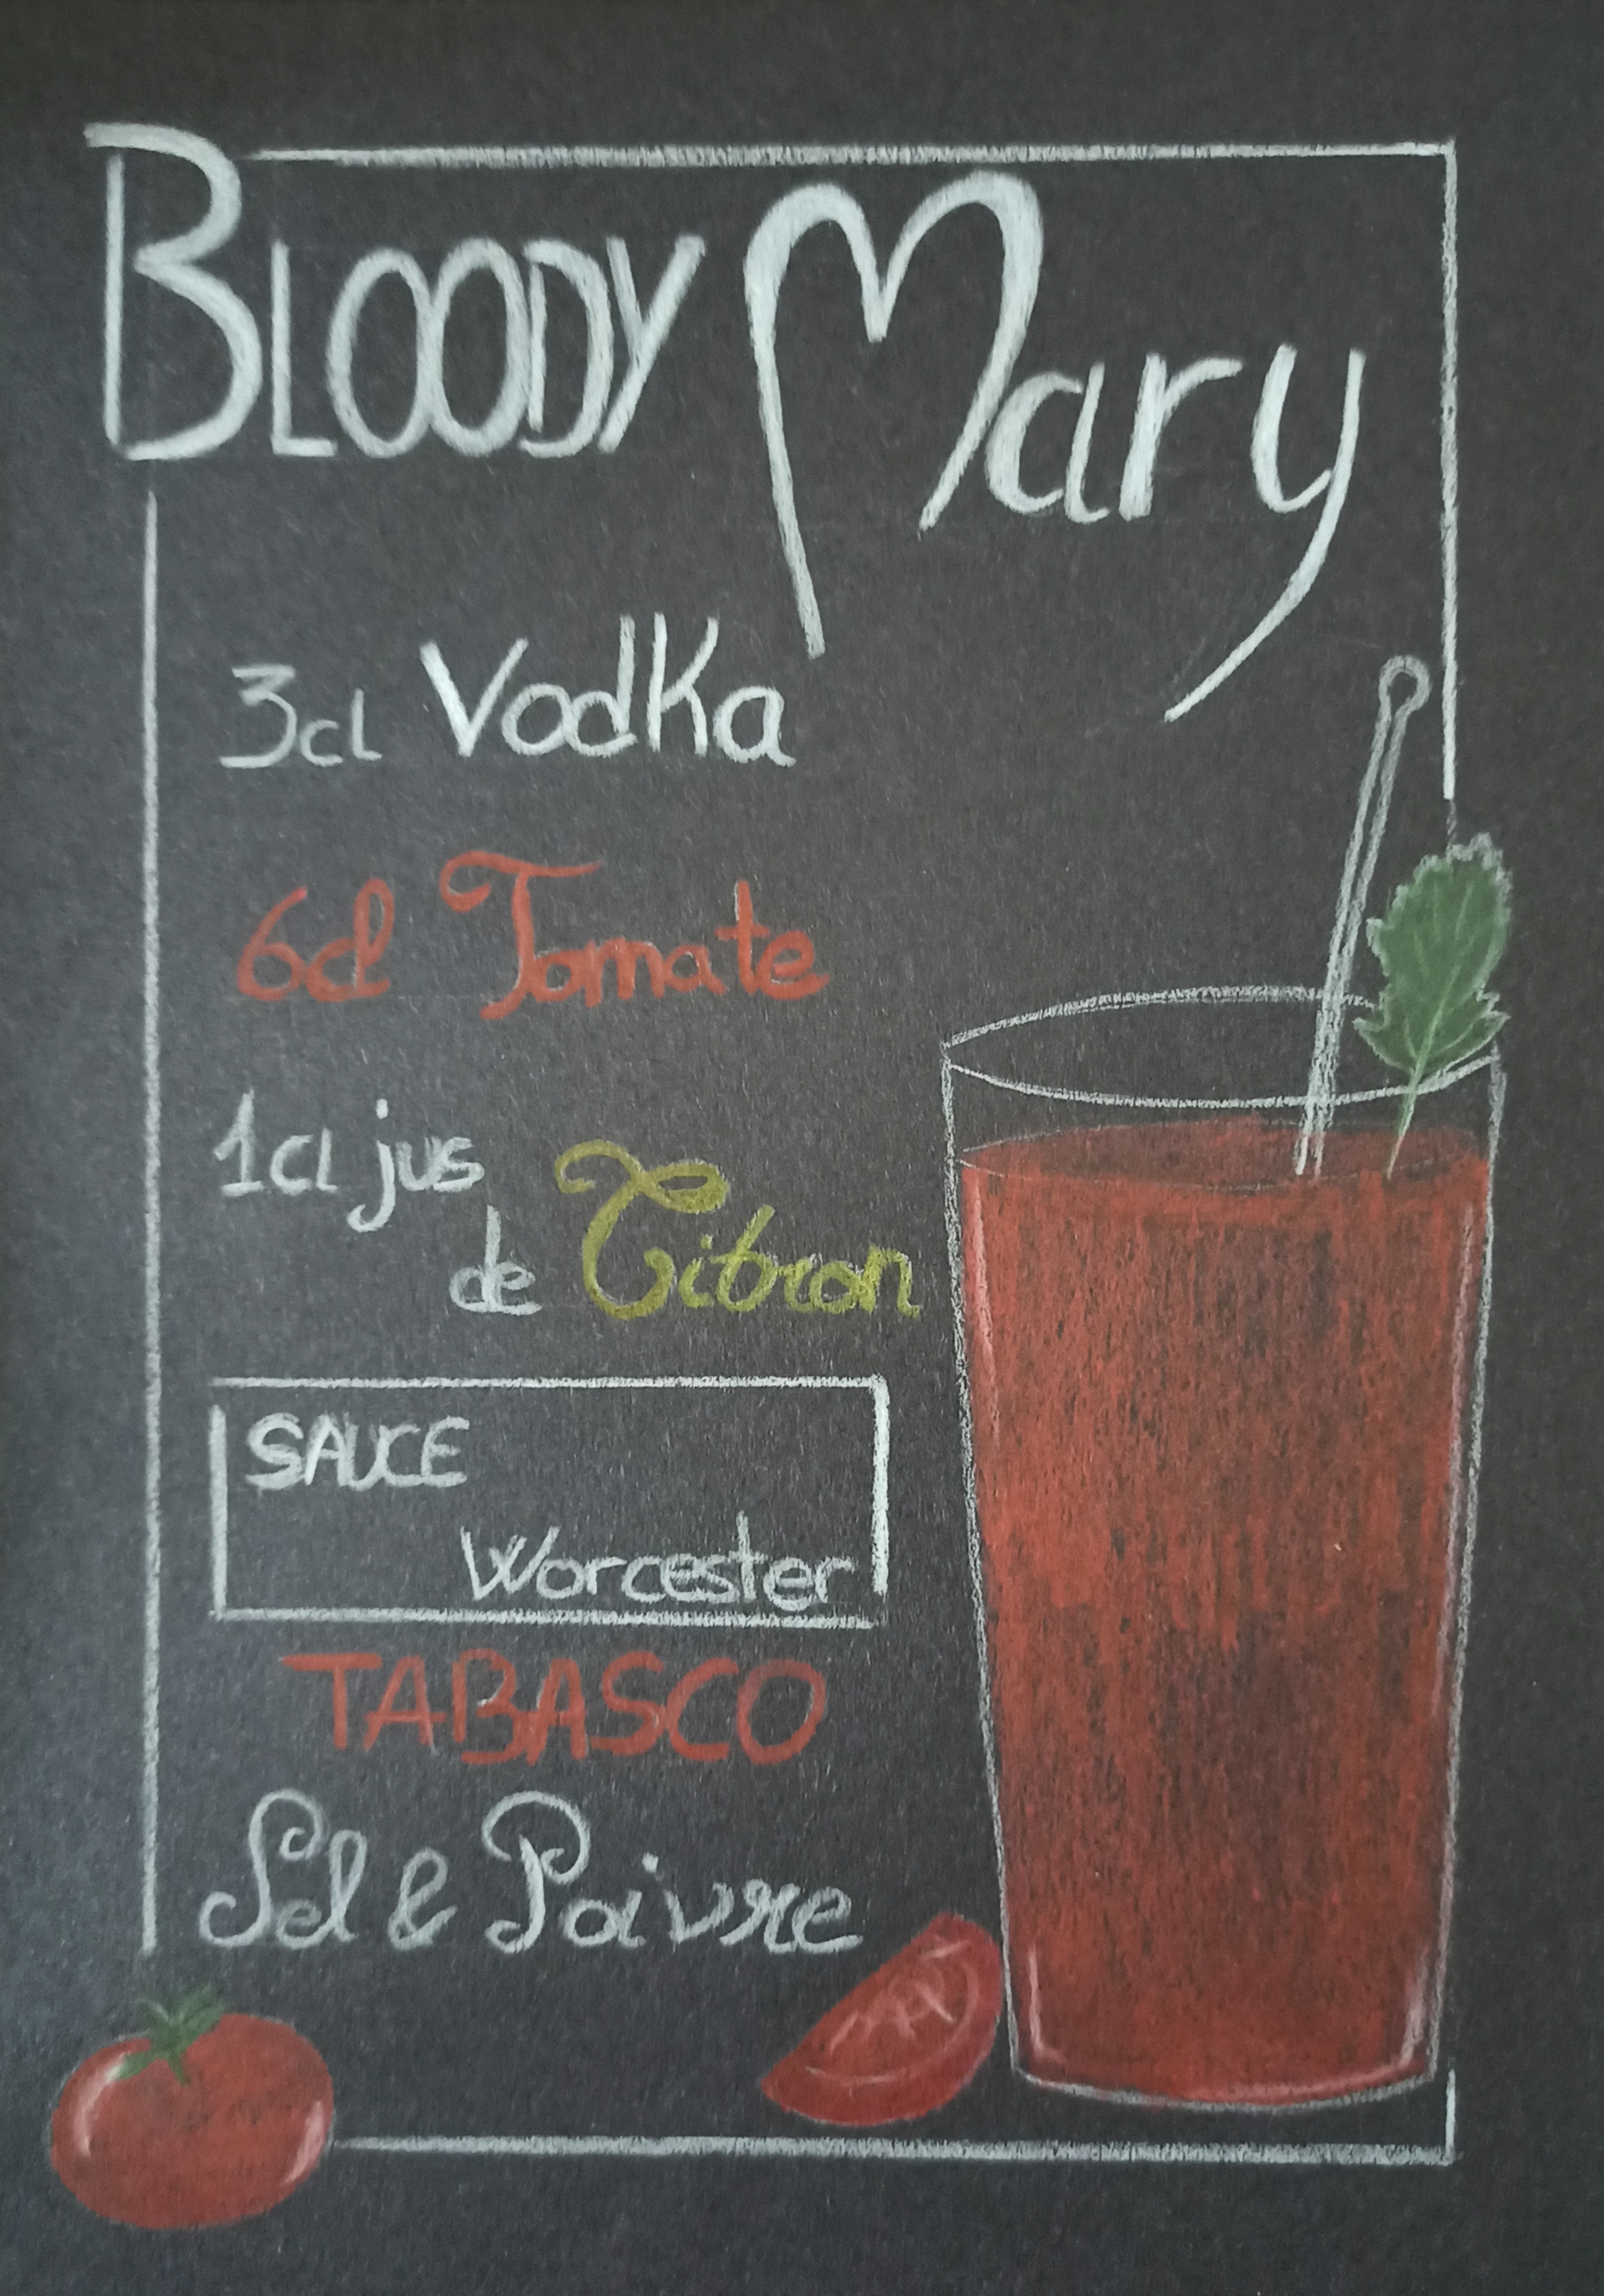 BLOODY Mary
3cl Vodka
6cl Tomate
1cl jus
de Citron
SAUCE
Worcester
TABASCO
Sel & Poivre